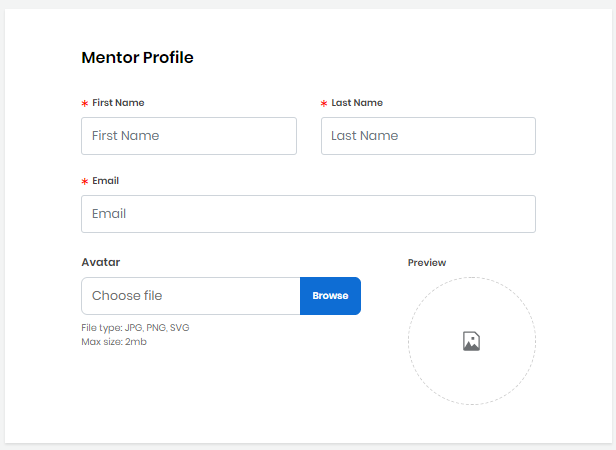 Mentor Profile
* First Name
* Last Name
First Name
Last Name
* Email
Email
Avatar
Preview
Choose file
Browse
File type: JPG, PNG, SVG
Max size: 2mb